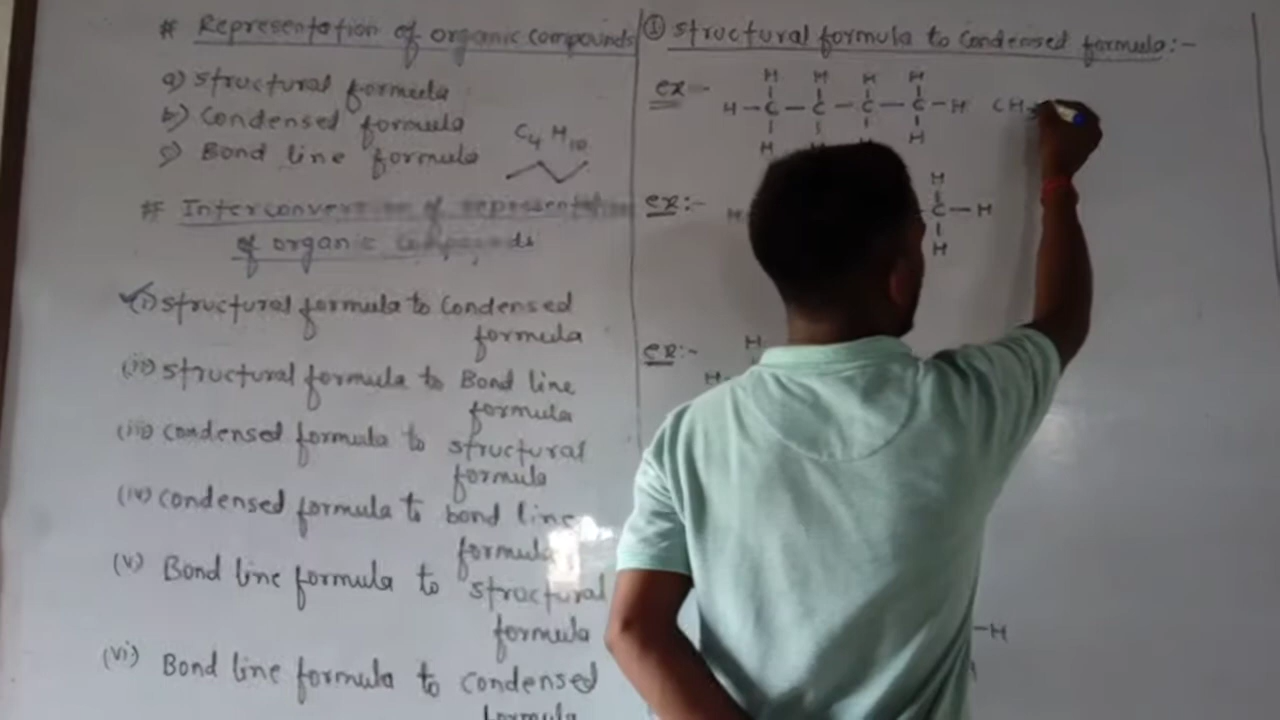 # Representation of organic compounds
a) structural formula
b) Condensed formula
c) Bond line formula
C4H10
# Interconversion of representation
of organic compounds
✓(i) structural formula to Condensed
formula
(ii) structural formula to Bond line
formula
(iii) condensed formula to structural
formula
(iv) condensed formula to bond line
formula
(v) Bond line formula to structural
formula
(vi) Bond line formula to condensed
formula
① structural formula to Condensed formula:-
ex:-
H H H H
H-C-C-C-C-H CH3
H H
ex:-
H
H C-H
H
ex:-
H
H
-H